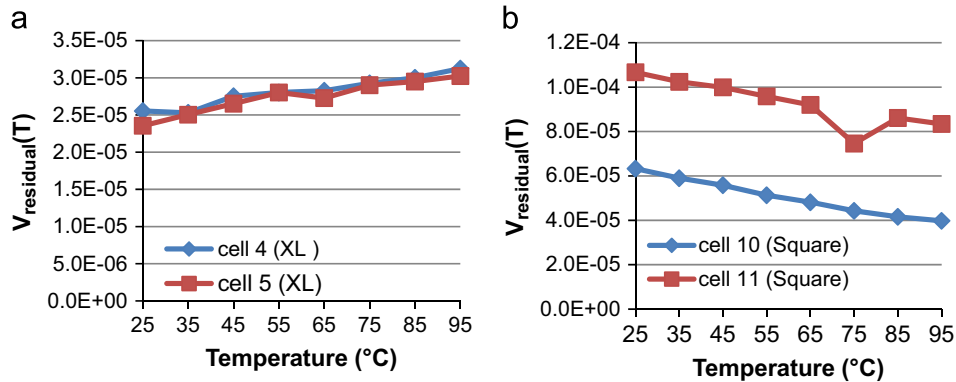 a
3.5E-05
3.0E-05
2.5E-05
2.0E-05
1.5E-05
1.0E-05
5.0E-06
0.0E+00
Vresidual(T)
cell 4 (XL )
cell 5 (XL)
25 35 45 55 65 75 85 95
Temperature (°C)
b
1.2E-04
1.0E-04
8.0E-05
6.0E-05
4.0E-05
2.0E-05
0.0E+00
Vresidual(T)
cell 10 (Square)
cell 11 (Square)
25 35 45 55 65 75 85 95
Temperature (°C)